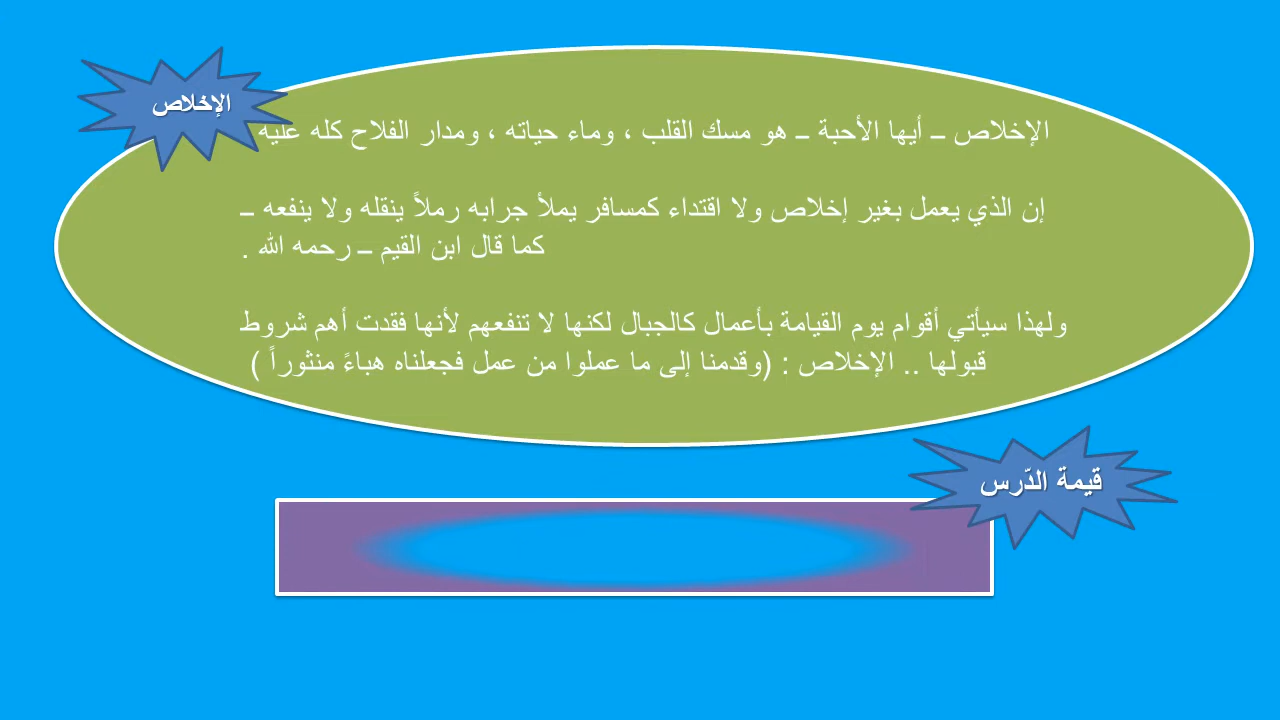 الإخلاص
الإخلاص – أيها الأحبة – هو مسك القلب ، وماء حياته ، ومدار الفلاح كله عليه
إن الذي يعمل بغير إخلاص ولا اقتداء كمسافر يملأ جرابه رملاً ينقله ولا ينفعه –
كما قال ابن القيم – رحمه الله .
ولهذا سيأتي أقوام يوم القيامة بأعمال كالجبال لكنها لا تنفعهم لأنها فقدت أهم شروط
قبولها .. الإخلاص : (وقدمنا إلى ما عملوا من عمل فجعلناه هباءً منثوراً )
قيمة الدّرس